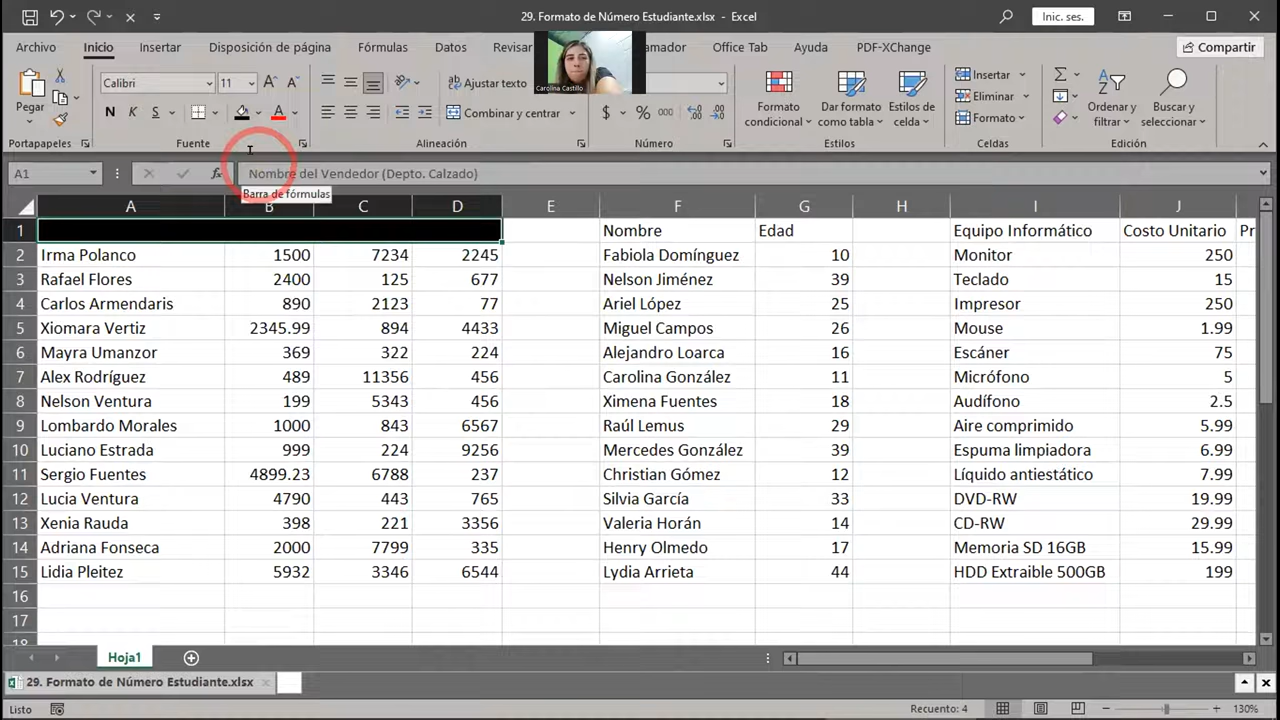 29. Formato de Número Estudiante.xlsx - Excel
Inic. ses.
Archivo Inicio Insertar Disposición de página Fórmulas Datos Revisar amador Office Tab Ayuda PDF-XChange Compartir
Carolina Castillo
Pegar
Calibri 11
N K S A
Ajustar texto
Combinar y centrar
$ % 000
Formato condicional
Dar formato como tabla
Estilos de celda
Insertar
Eliminar
Formato
Ordenar y filtrar
Buscar y seleccionar
Portapapeles Fuente Alineación Número Estilos Celdas Edición
A1 fx Nombre del Vendedor (Depto. Calzado)
Barra de fórmulas
A B C D E F G H I J
1 Nombre Edad Equipo Informático Costo Unitario Pr
2 Irma Polanco 1500 7234 2245 Fabiola Domínguez 10 Monitor 250
3 Rafael Flores 2400 125 677 Nelson Jiménez 39 Teclado 15
4 Carlos Armendaris 890 2123 77 Ariel López 25 Impresor 250
5 Xiomara Vertiz 2345.99 894 4433 Miguel Campos 26 Mouse 1.99
6 Mayra Umanzor 369 322 224 Alejandro Loarca 16 Escáner 75
7 Alex Rodríguez 489 11356 456 Carolina González 11 Micrófono 5
8 Nelson Ventura 199 5343 456 Ximena Fuentes 18 Audífono 2.5
9 Lombardo Morales 1000 843 6567 Raúl Lemus 29 Aire comprimido 5.99
10 Luciano Estrada 999 224 9256 Mercedes González 39 Espuma limpiadora 6.99
11 Sergio Fuentes 4899.23 6788 237 Christian Gómez 12 Líquido antiestático 7.99
12 Lucia Ventura 4790 443 765 Silvia García 33 DVD-RW 19.99
13 Xenia Rauda 398 221 3356 Valeria Horán 14 CD-RW 29.99
14 Adriana Fonseca 2000 7799 335 Henry Olmedo 17 Memoria SD 16GB 15.99
15 Lidia Pleitez 5932 3346 6544 Lydia Arrieta 44 HDD Extraible 500GB 199
16
17
18
Hoja1
29. Formato de Número Estudiante.xlsx
Listo Recuento: 4 130%